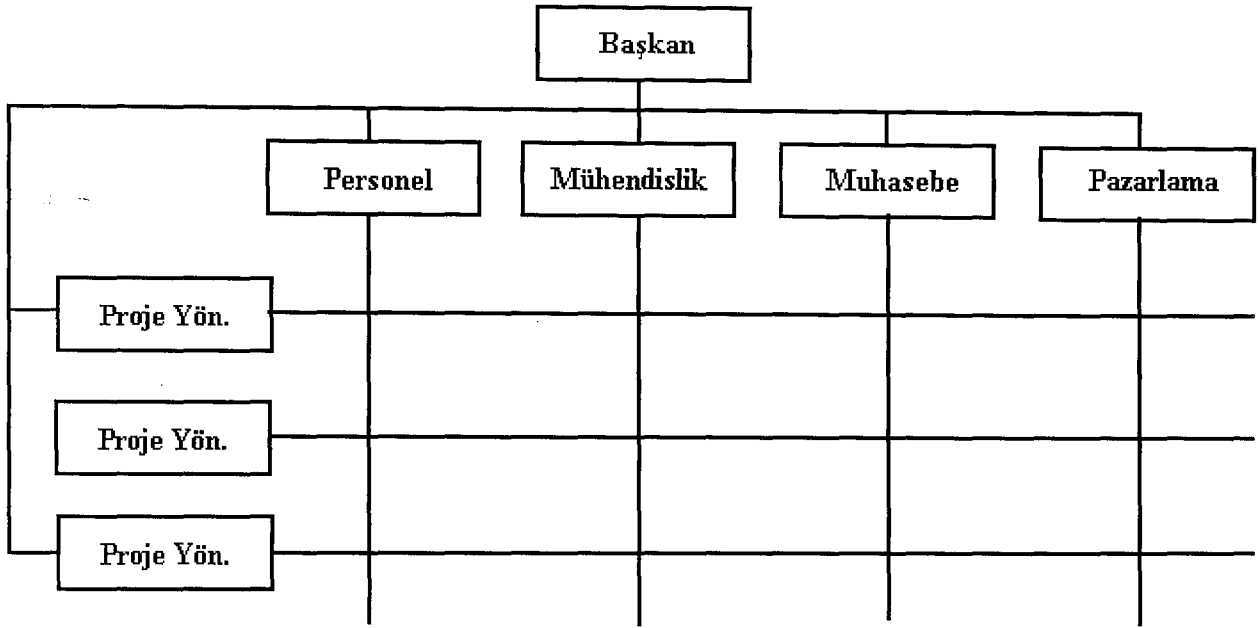 Başkan
Personel
Mühendislik
Muhasebe
Pazarlama
Proje Yön.
Proje Yön.
Proje Yön.